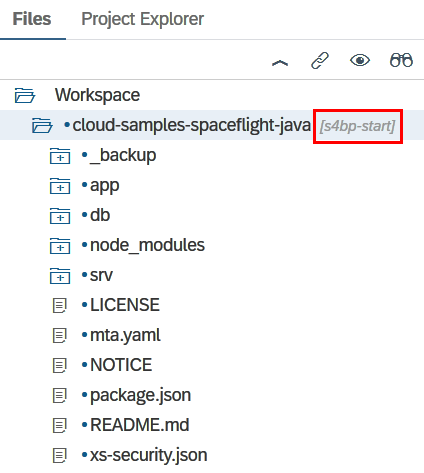 Files Project Explorer
Workspace
cloud-samples-spaceflight-java [s4bp-start]
_backup
app
db
node_modules
srv
LICENSE
mta.yaml
NOTICE
package.json
README.md
xs-security.json